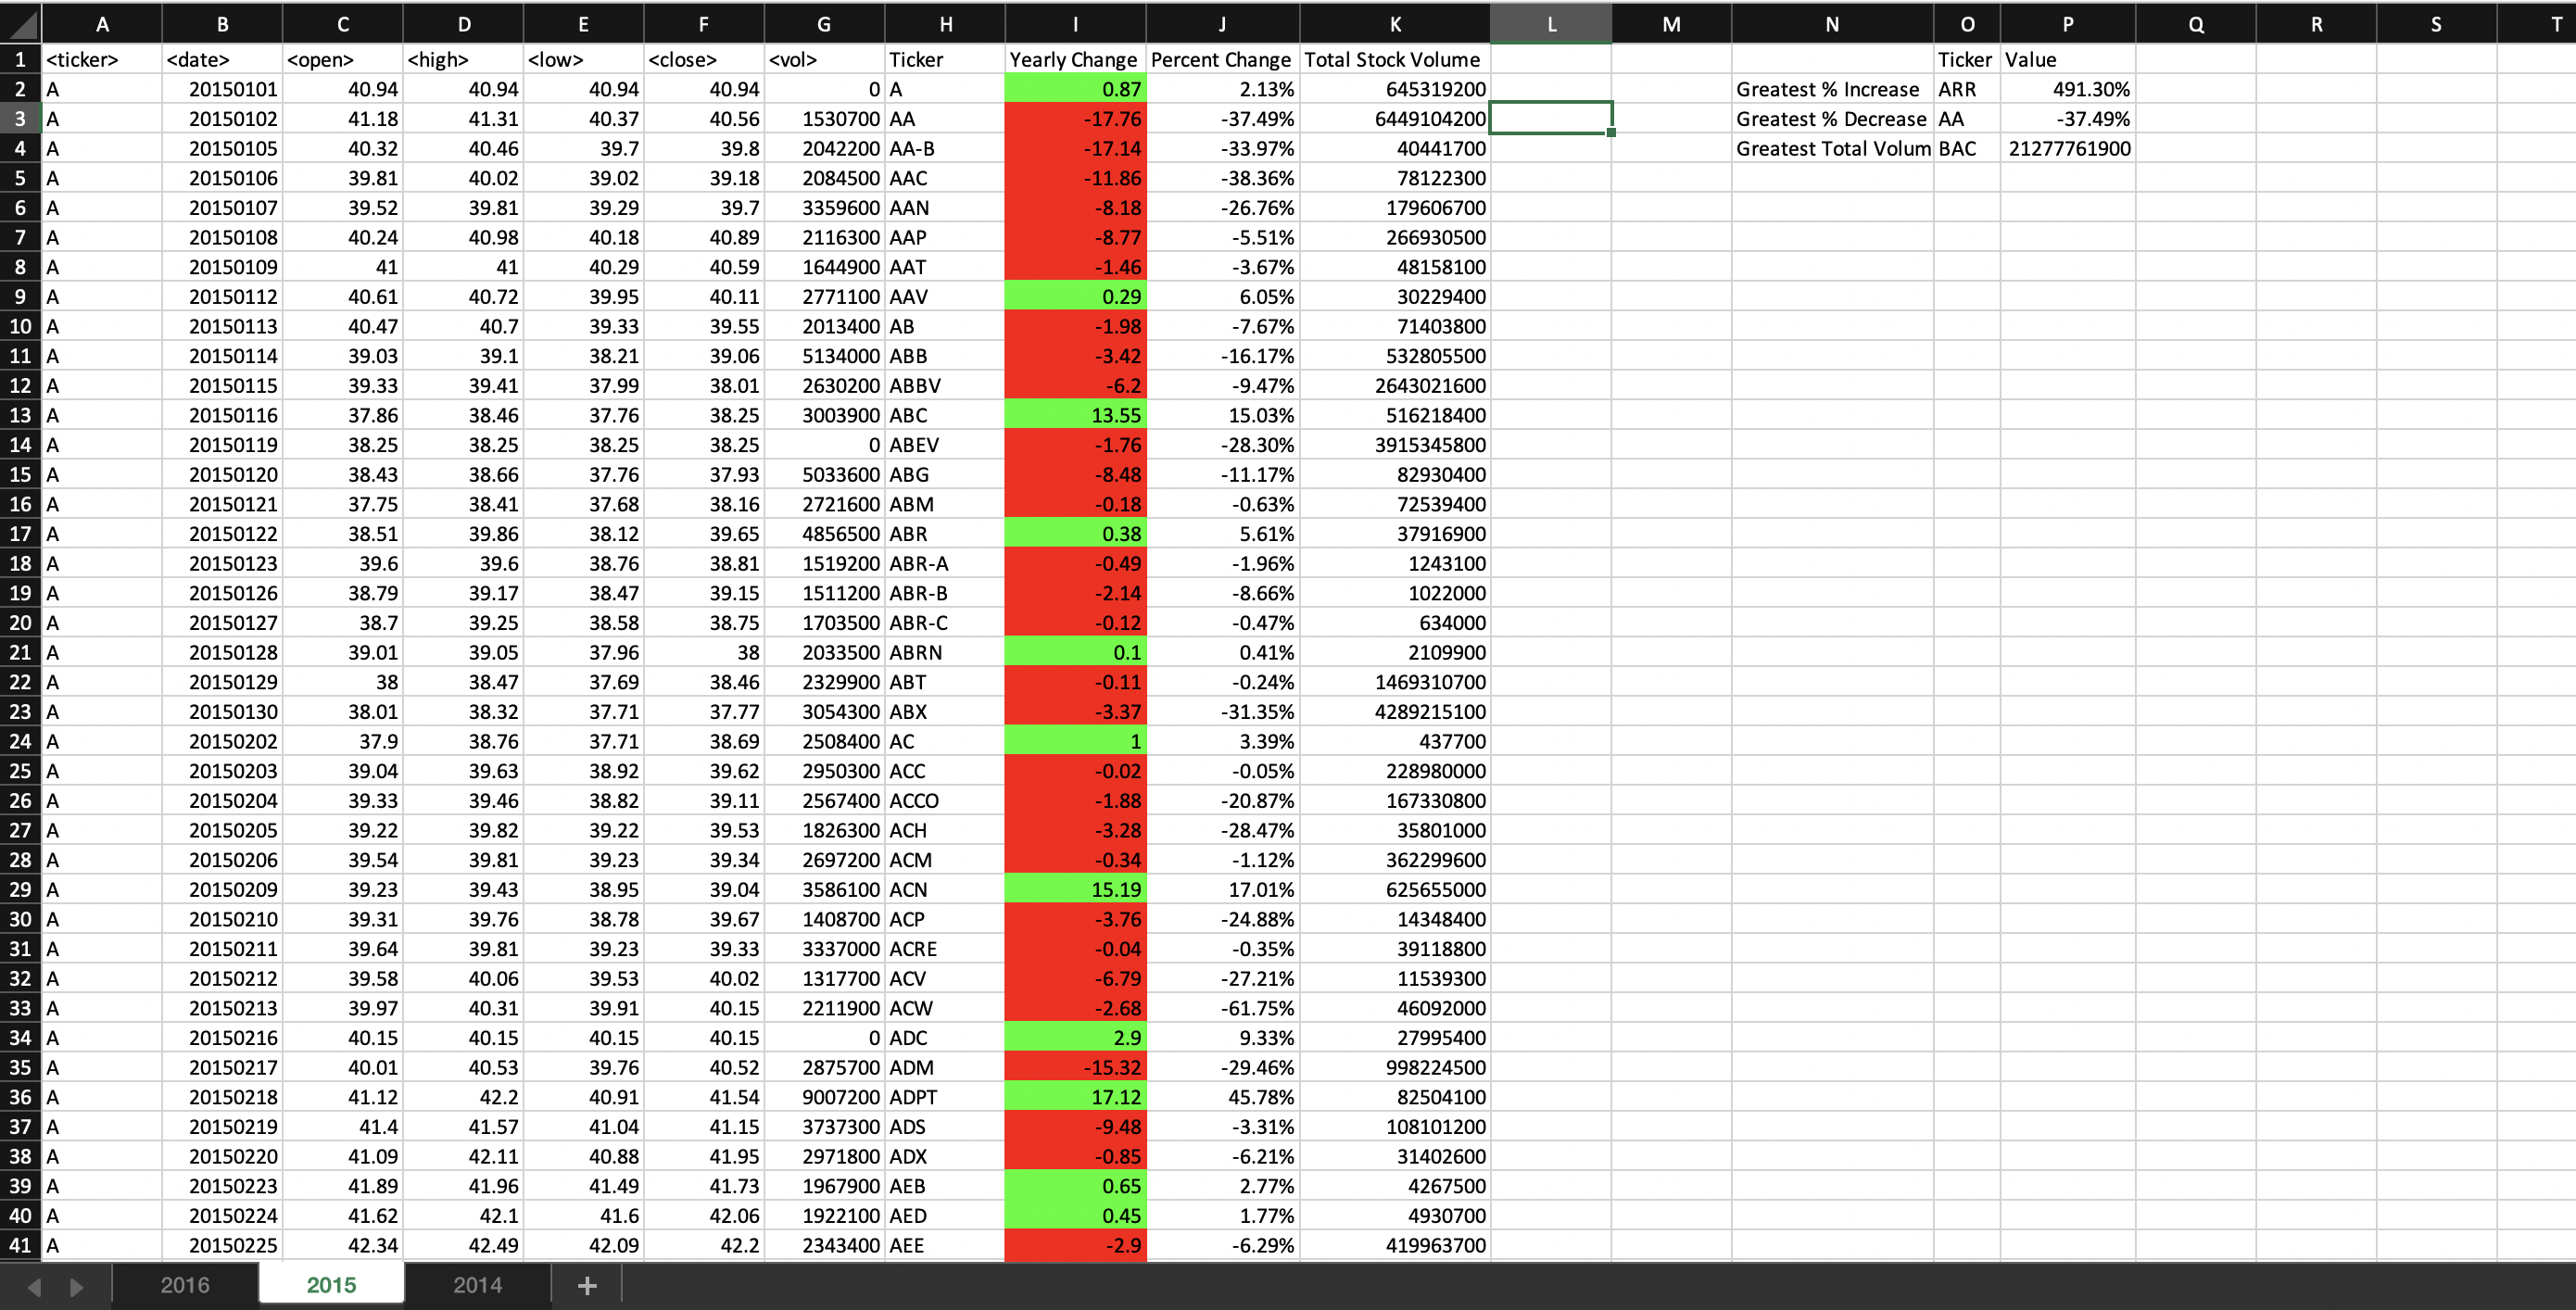 A B C D E F G H I J K L M N O P Q R S T
1 <ticker> <date> <open> <high> <low> <close> <vol> Ticker Yearly Change Percent Change Total Stock Volume Ticker Value
2 A 20150101 40.94 40.94 40.94 40.94 0 A 0.87 2.13% 645319200 Greatest % Increase ARR 491.30%
3 A 20150102 41.18 41.31 40.37 40.56 1530700 AA -17.76 -37.49% 6449104200 Greatest % Decrease AA -37.49%
4 A 20150105 40.32 40.46 39.7 39.8 2042200 AA-B -17.14 -33.97% 40441700 Greatest Total Volum BAC 21277761900
5 A 20150106 39.81 40.02 39.02 39.18 2084500 AAC -11.86 -38.36% 78122300
6 A 20150107 39.52 39.81 39.29 39.7 3359600 AAN -8.18 -26.76% 179606700
7 A 20150108 40.24 40.98 40.18 40.89 2116300 AAP -8.77 -5.51% 266930500
8 A 20150109 41 41 40.29 40.59 1644900 AAT -1.46 -3.67% 48158100
9 A 20150112 40.61 40.72 39.95 40.11 2771100 AAV 0.29 6.05% 30229400
10 A 20150113 40.47 40.7 39.33 39.55 2013400 AB -1.98 -7.67% 71403800
11 A 20150114 39.03 39.1 38.21 39.06 5134000 ABB -3.42 -16.17% 532805500
12 A 20150115 39.33 39.41 37.99 38.01 2630200 ABBV -6.2 -9.47% 2643021600
13 A 20150116 37.86 38.46 37.76 38.25 3003900 ABC 13.55 15.03% 516218400
14 A 20150119 38.25 38.25 38.25 38.25 0 ABEV -1.76 -28.30% 3915345800
15 A 20150120 38.43 38.66 37.76 37.93 5033600 ABG -8.48 -11.17% 82930400
16 A 20150121 37.75 38.41 37.68 38.16 2721600 ABM -0.18 -0.63% 72539400
17 A 20150122 38.51 39.86 38.12 39.65 4856500 ABR 0.38 5.61% 37916900
18 A 20150123 39.6 39.6 38.76 38.81 1519200 ABR-A -0.49 -1.96% 1243100
19 A 20150126 38.79 39.17 38.47 39.15 1511200 ABR-B -2.14 -8.66% 1022000
20 A 20150127 38.7 39.25 38.58 38.75 1703500 ABR-C -0.12 -0.47% 634000
21 A 20150128 39.01 39.05 37.96 38 2033500 ABRN 0.1 0.41% 2109900
22 A 20150129 38 38.47 37.69 38.46 2329900 ABT -0.11 -0.24% 1469310700
23 A 20150130 38.01 38.32 37.71 37.77 3054300 ABX -3.37 -31.35% 4289215100
24 A 20150202 37.9 38.76 37.71 38.69 2508400 AC 1 3.39% 437700
25 A 20150203 39.04 39.63 38.92 39.62 2950300 ACC -0.02 -0.05% 228980000
26 A 20150204 39.33 39.46 38.82 39.11 2567400 ACCO -1.88 -20.87% 167330800
27 A 20150205 39.22 39.82 39.22 39.53 1826300 ACH -3.28 -28.47% 35801000
28 A 20150206 39.54 39.81 39.23 39.34 2697200 ACM -0.34 -1.12% 362299600
29 A 20150209 39.23 39.43 38.95 39.04 3586100 ACN 15.19 17.01% 625655000
30 A 20150210 39.31 39.76 38.78 39.67 1408700 ACP -3.76 -24.88% 14348400
31 A 20150211 39.64 39.81 39.23 39.33 3337000 ACRE -0.04 -0.35% 39118800
32 A 20150212 39.58 40.06 39.53 40.02 1317700 ACV -6.79 -27.21% 11539300
33 A 20150213 39.97 40.31 39.91 40.15 2211900 ACW -2.68 -61.75% 46092000
34 A 20150216 40.15 40.15 40.15 40.15 0 ADC 2.9 9.33% 27995400
35 A 20150217 40.01 40.53 39.76 40.52 2875700 ADM -15.32 -29.46% 998224500
36 A 20150218 41.12 42.2 40.91 41.54 9007200 ADPT 17.12 45.78% 82504100
37 A 20150219 41.4 41.57 41.04 41.15 3737300 ADS -9.48 -3.31% 108101200
38 A 20150220 41.09 42.11 40.88 41.95 2971800 ADX -0.85 -6.21% 31402600
39 A 20150223 41.89 41.96 41.49 41.73 1967900 AEB 0.65 2.77% 4267500
40 A 20150224 41.62 42.1 41.6 42.06 1922100 AED 0.45 1.77% 4930700
41 A 20150225 42.34 42.49 42.09 42.2 2343400 AEE -2.9 -6.29% 419963700
2016 2015 2014 +